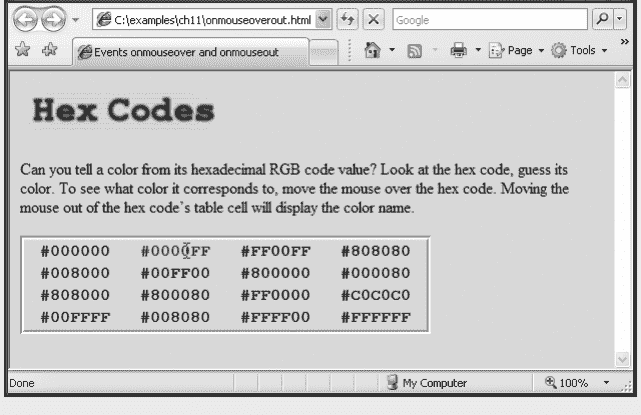 C:\examples\ch11\onmouseoverout.html
Google
Events onmouseover and onmouseout
Page
Tools
»
Hex Codes
Can you tell a color from its hexadecimal RGB code value? Look at the hex code, guess its
color. To see what color it corresponds to, move the mouse over the hex code. Moving the
mouse out of the hex code's table cell will display the color name.
#000000 #0000FF #FF00FF #808080
#008000 #00FF00 #800000 #000080
#808000 #800080 #FF0000 #C0C0C0
#00FFFF #008080 #FFFF00 #FFFFFF
Done
My Computer
100%